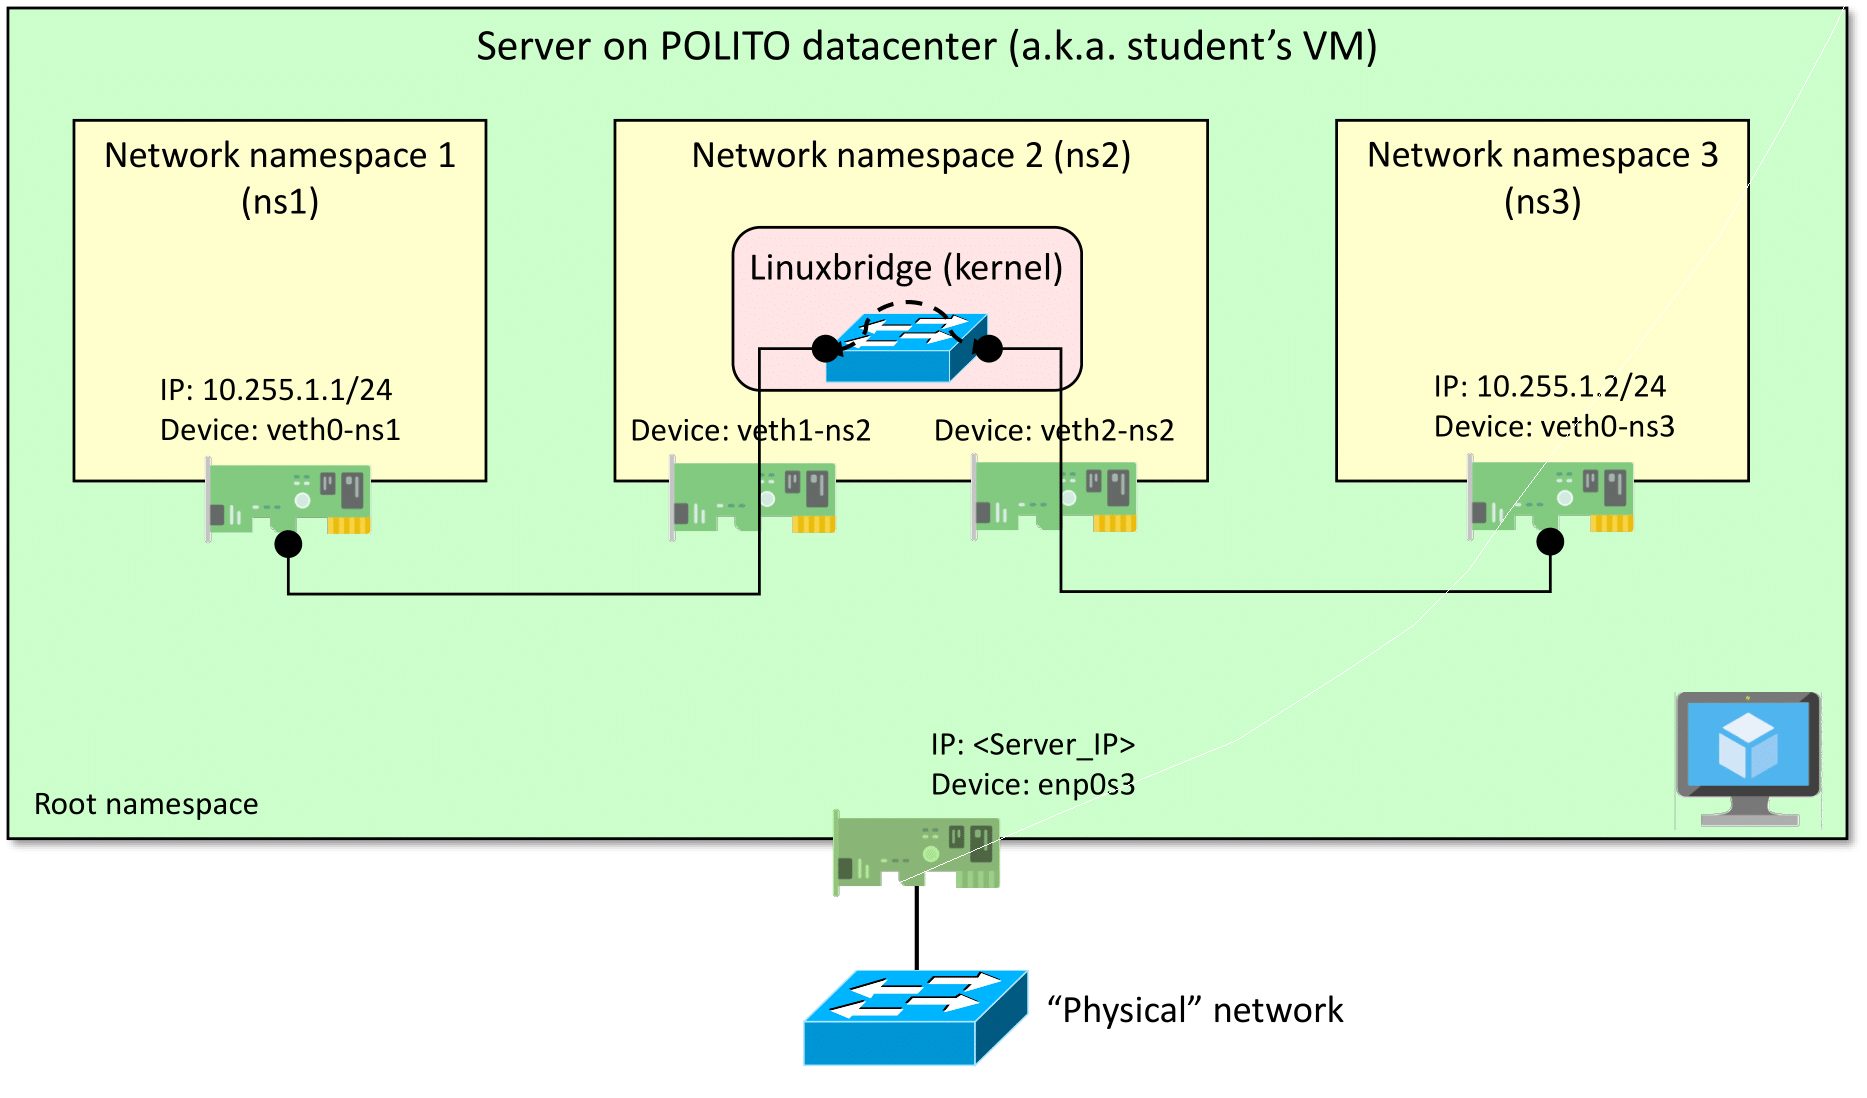 Server on POLITO datacenter (a.k.a. student’s VM)
Network namespace 1
(ns1)
IP: 10.255.1.1/24
Device: veth0-ns1
Network namespace 2 (ns2)
Linuxbridge (kernel)
Device: veth1-ns2
Device: veth2-ns2
Network namespace 3
(ns3)
IP: 10.255.1.2/24
Device: veth0-ns3
IP: <Server_IP>
Device: enp0s3
Root namespace
“Physical” network